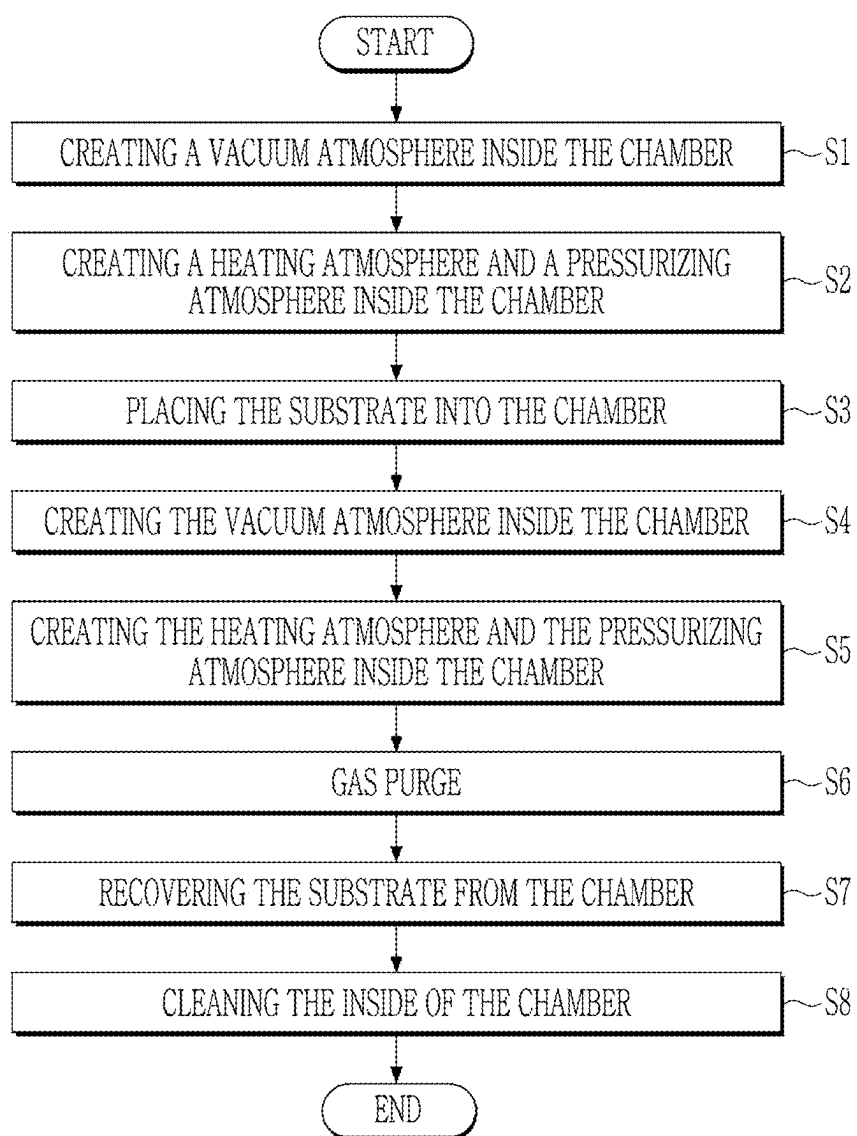 START
CREATING A VACUUM ATMOSPHERE INSIDE THE CHAMBER
S1
CREATING A HEATING ATMOSPHERE AND A PRESSURIZING
ATMOSPHERE INSIDE THE CHAMBER
S2
PLACING THE SUBSTRATE INTO THE CHAMBER
S3
CREATING THE VACUUM ATMOSPHERE INSIDE THE CHAMBER
S4
CREATING THE HEATING ATMOSPHERE AND THE PRESSURIZING
ATMOSPHERE INSIDE THE CHAMBER
S5
GAS PURGE
S6
RECOVERING THE SUBSTRATE FROM THE CHAMBER
S7
CLEANING THE INSIDE OF THE CHAMBER
S8
END